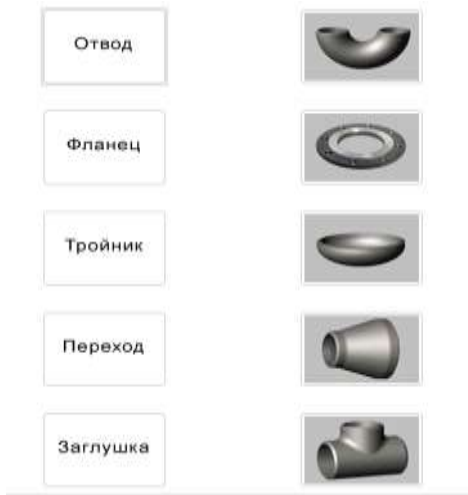 Отвод
Фланец
Тройник
Переход
Заглушка